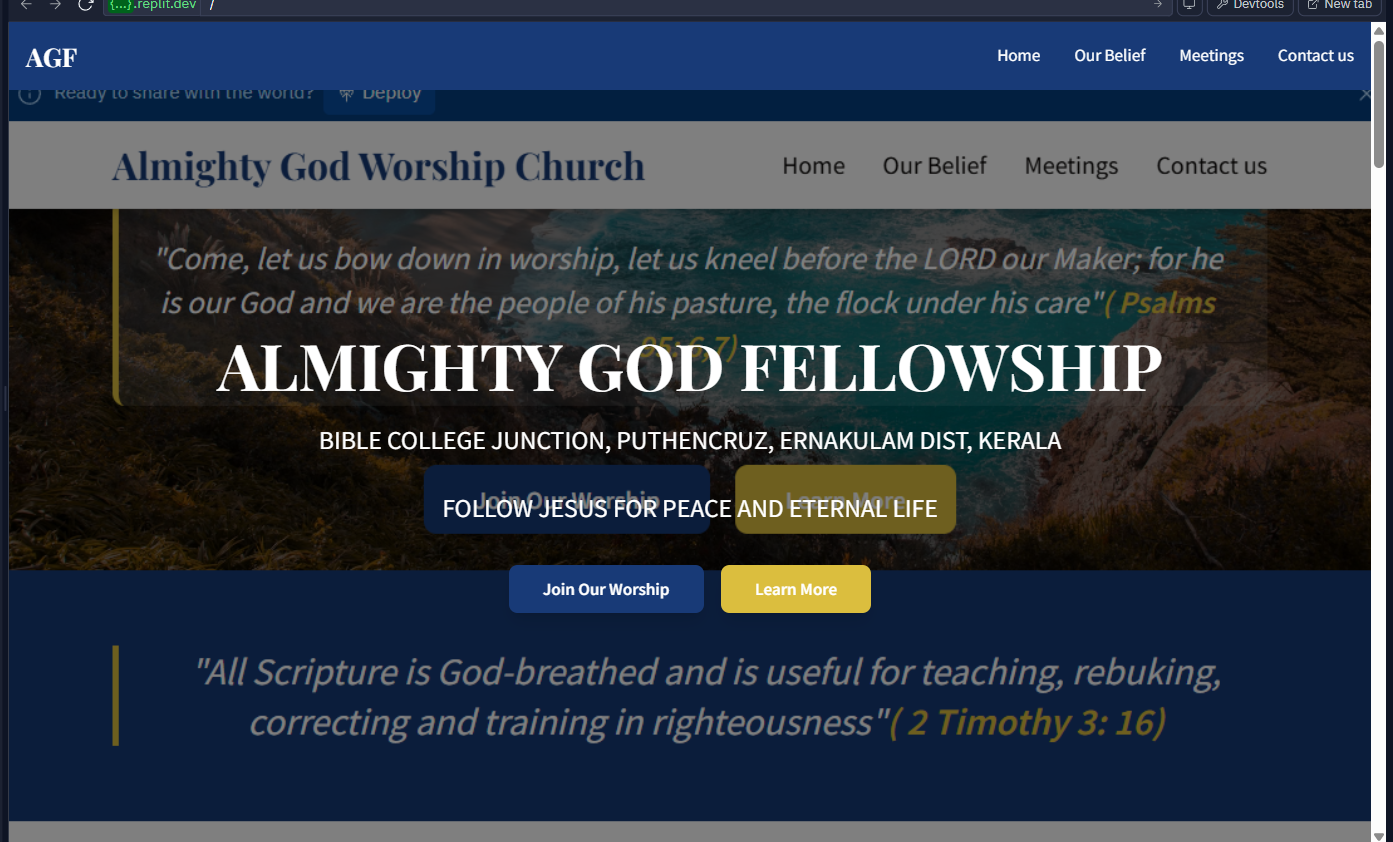 {...}.replit.dev /
Devtools
New tab
AGF
Home
Our Belief
Meetings
Contact us
Ready to share with the world?
Deploy
Almighty God Worship Church
Home
Our Belief
Meetings
Contact us
"Come, let us bow down in worship, let us kneel before the LORD our Maker; for he
is our God and we are the people of his pasture, the flock under his care"( Psalms
95: 6,7)
ALMIGHTY GOD FELLOWSHIP
BIBLE COLLEGE JUNCTION, PUTHENCRUZ, ERNAKULAM DIST, KERALA
Join Our Worship
Learn More
FOLLOW JESUS FOR PEACE AND ETERNAL LIFE
Join Our Worship
Learn More
"All Scripture is God-breathed and is useful for teaching, rebuking,
correcting and training in righteousness"( 2 Timothy 3: 16)